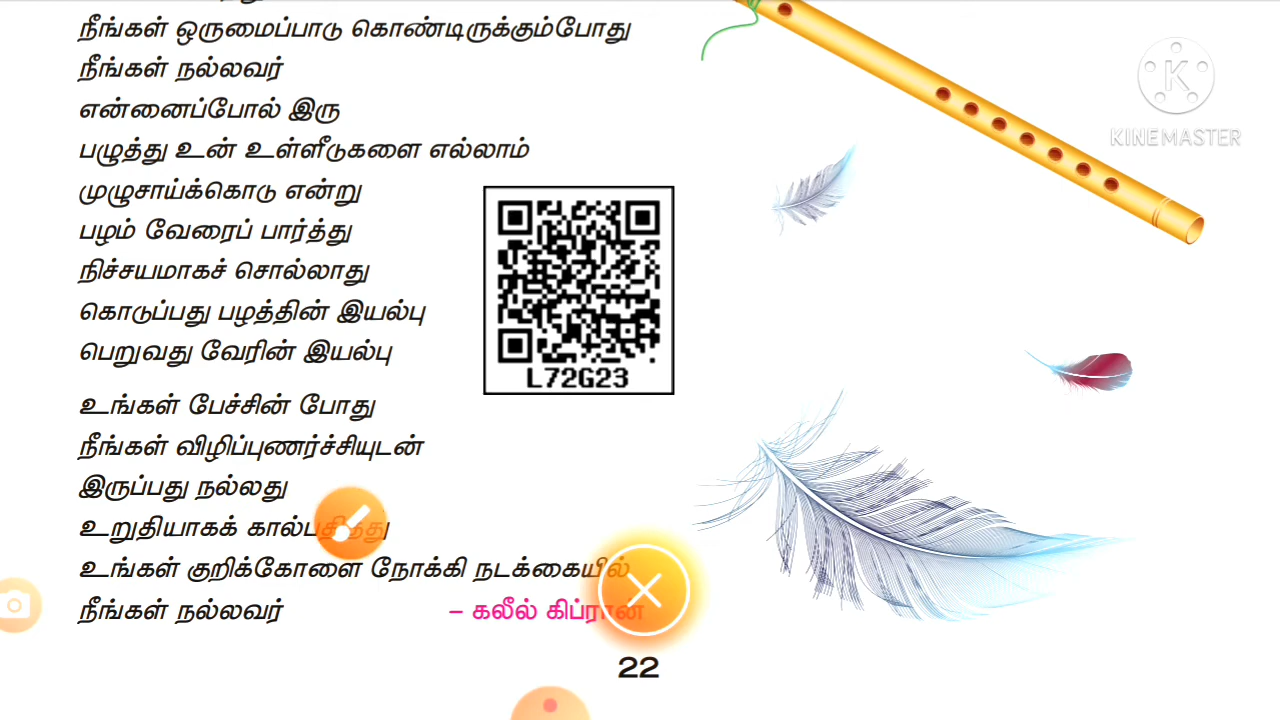 நீங்கள் ஒருமைப்பாடு கொண்டிருக்கும்போது
நீங்கள் நல்லவர்
என்னைப்போல் இரு
பழுத்து உன் உள்ளீடுகளை எல்லாம்
முழுசாய்க்கொடு என்று
பழம் வேரைப் பார்த்து
நிச்சயமாகச் சொல்லாது
கொடுப்பது பழத்தின் இயல்பு
பெறுவது வேரின் இயல்பு
உங்கள் பேச்சின் போது
நீங்கள் விழிப்புணர்ச்சியுடன்
இருப்பது நல்லது
உறுதியாகக் கால்பதித்து
உங்கள் குறிக்கோளை நோக்கி நடக்கையில்
நீங்கள் நல்லவர்
– கலீல் கிப்ரான்
22
L72G23
K
KINEMASTER